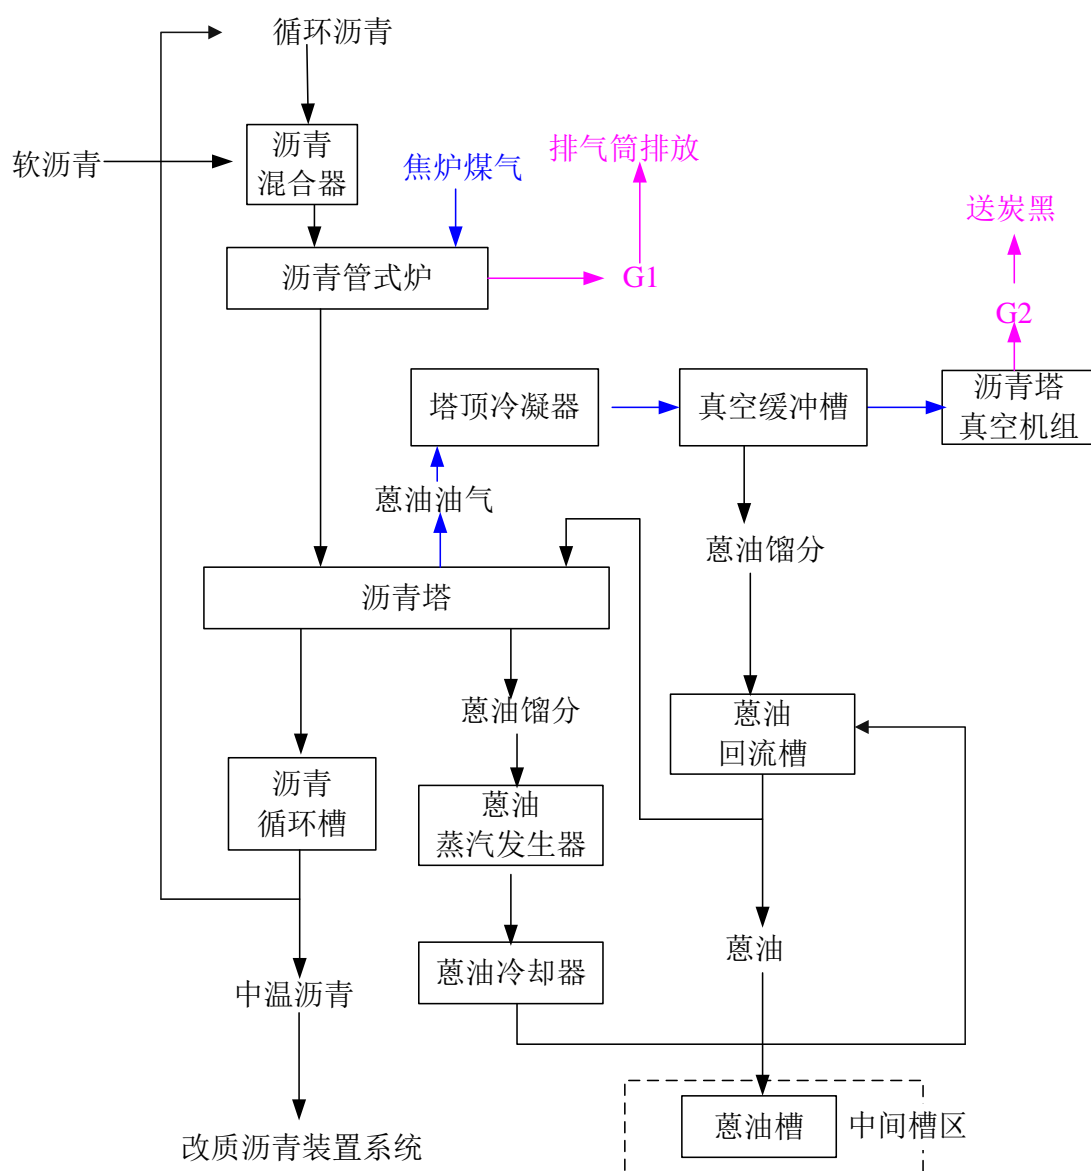 循环沥青
沥青
混合器
软沥青
焦炉煤气
排气筒排放
送炭黑
沥青管式炉
G1
G2
塔顶冷凝器
真空缓冲槽
沥青塔
真空机组
蒽油油气
蒽油馏分
沥青塔
蒽油馏分
蒽油
回流槽
沥青
循环槽
蒽油
蒸汽发生器
蒽油
蒽油冷却器
中温沥青
蒽油槽
中间槽区
改质沥青装置系统